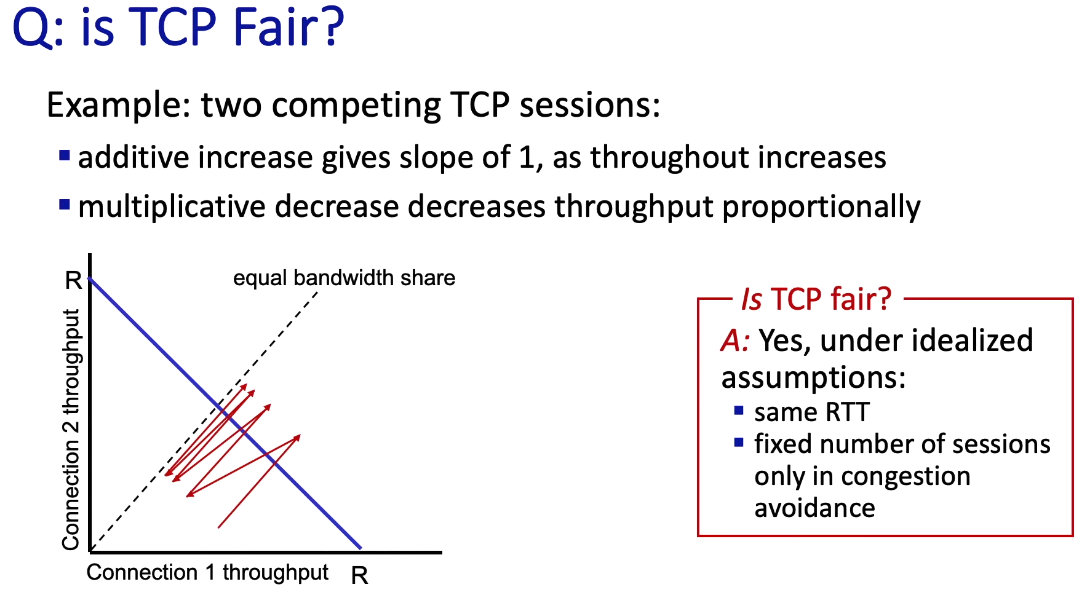 Q: is TCP Fair?
Example: two competing TCP sessions:
additive increase gives slope of 1, as throughout increases
multiplicative decrease decreases throughput proportionally
R
equal bandwidth share
Connection 2 throughput
Connection 1 throughput R
Is TCP fair?
A: Yes, under idealized
assumptions:
same RTT
fixed number of sessions
only in congestion
avoidance